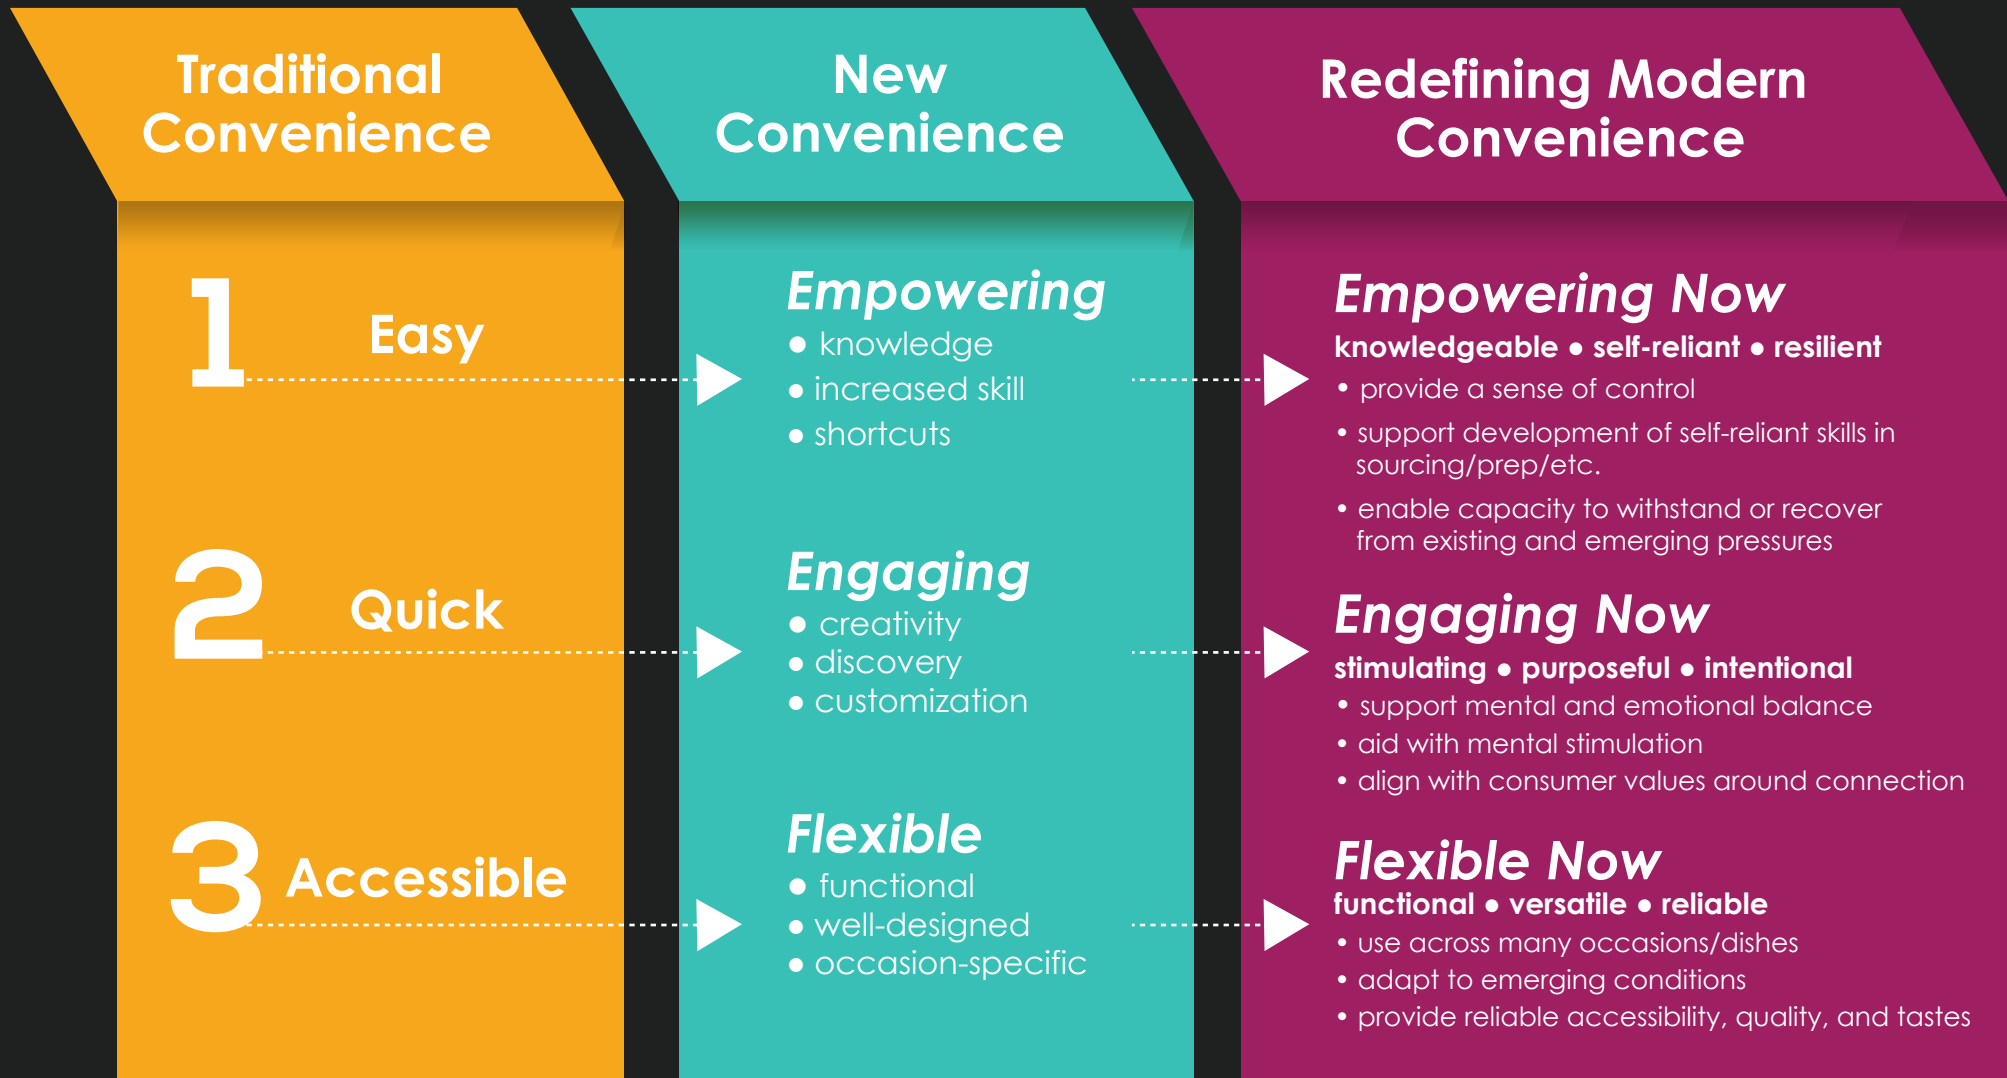 Traditional
Convenience
1
Easy
2
Quick
3
Accessible
New
Convenience
Empowering
● knowledge
● increased skill
● shortcuts
Engaging
● creativity
● discovery
● customization
Flexible
● functional
● well-designed
● occasion-specific
Redefining Modern
Convenience
Empowering Now
knowledgeable ● self-reliant ● resilient
• provide a sense of control
• support development of self-reliant skills in
sourcing/prep/etc.
• enable capacity to withstand or recover
from existing and emerging pressures
Engaging Now
stimulating ● purposeful ● intentional
• support mental and emotional balance
• aid with mental stimulation
• align with consumer values around connection
Flexible Now
functional ● versatile ● reliable
• use across many occasions/dishes
• adapt to emerging conditions
• provide reliable accessibility, quality, and tastes